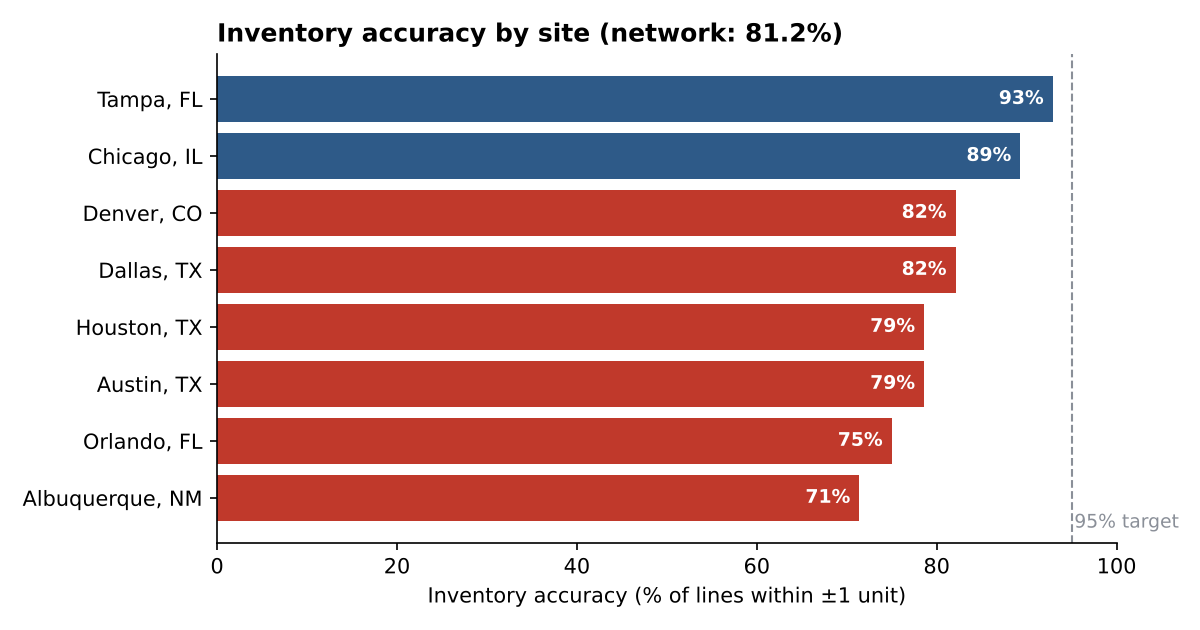 Inventory accuracy by site (network: 81.2%)
Tampa, FL 93%
Chicago, IL 89%
Denver, CO 82%
Dallas, TX 82%
Houston, TX 79%
Austin, TX 79%
Orlando, FL 75%
Albuquerque, NM 71%
95% target
0 20 40 60 80 100
Inventory accuracy (% of lines within ±1 unit)